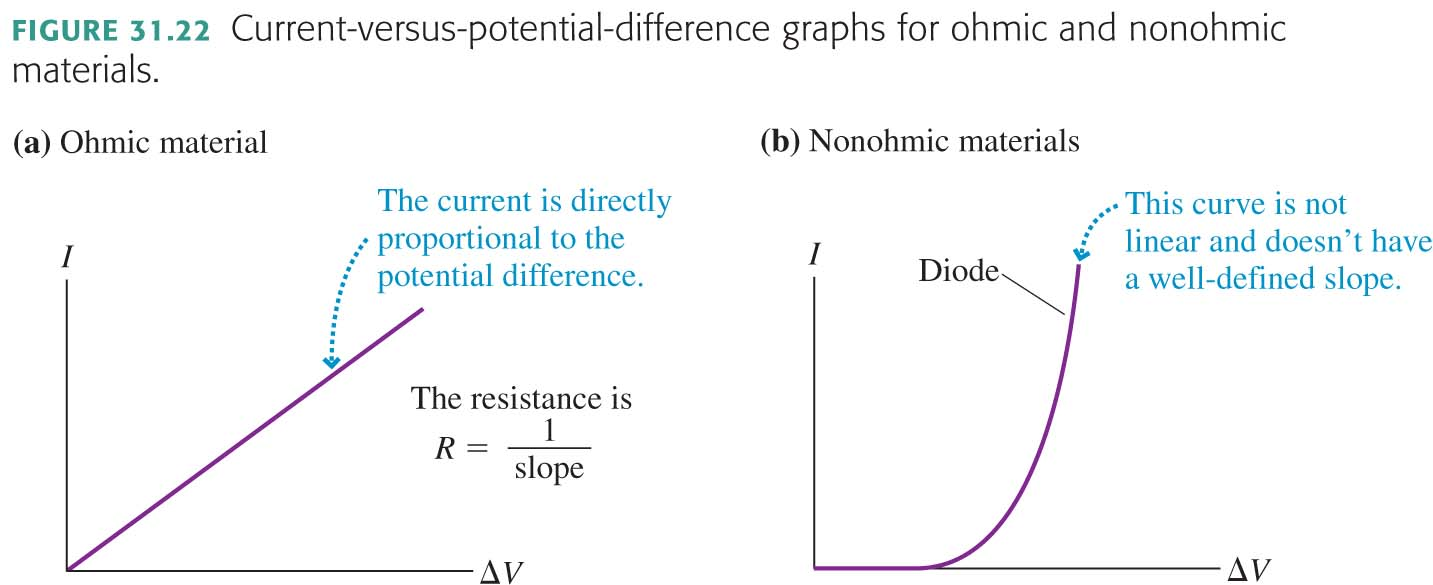 FIGURE 31.22 Current-versus-potential-difference graphs for ohmic and nonohmic
materials.
(a) Ohmic material
The current is directly
proportional to the
potential difference.
I
The resistance is
R = 1/slope
ΔV
(b) Nonohmic materials
This curve is not
linear and doesn't have
a well-defined slope.
I
Diode
ΔV